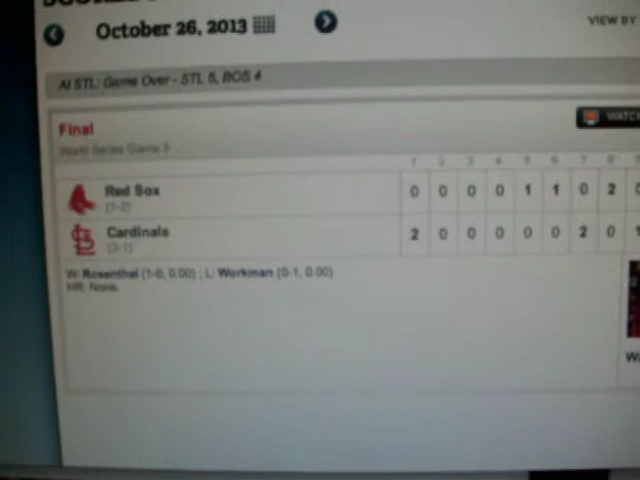 October 26, 2013
VIEW BY
At STL: Game Over - STL 5, BOS 4
Final
WATCH
World Series Game 3
1 2 3 4 5 6 7 8 9
Red Sox 0 0 0 0 1 1 0 2 0
(1-2)
Cardinals 2 0 0 0 0 0 2 0 1
W: Rosenthal (1-0, 0.00) ; L: Workman (0-1, 0.00)
HR: None.